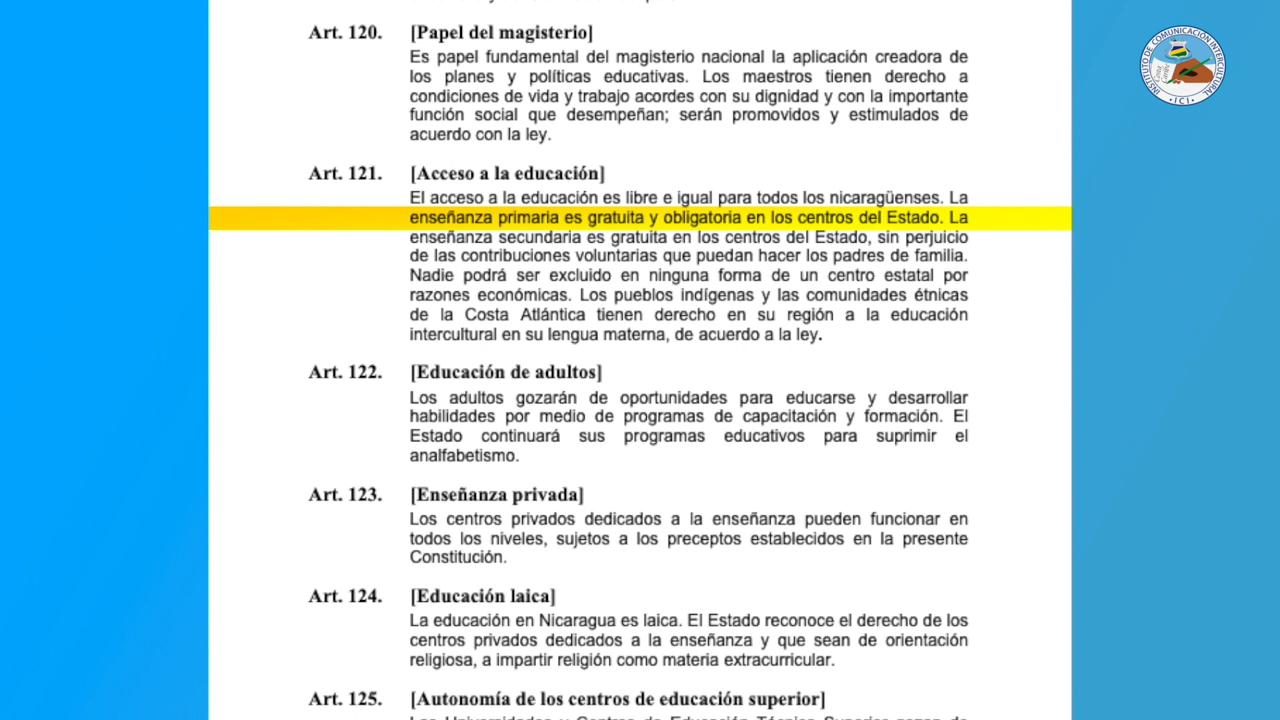 Art. 120. [Papel del magisterio]
Es papel fundamental del magisterio nacional la aplicación creadora de
los planes y políticas educativas. Los maestros tienen derecho a
condiciones de vida y trabajo acordes con su dignidad y con la importante
función social que desempeñan; serán promovidos y estimulados de
acuerdo con la ley.
Art. 121. [Acceso a la educación]
El acceso a la educación es libre e igual para todos los nicaragüenses. La
enseñanza primaria es gratuita y obligatoria en los centros del Estado. La
enseñanza secundaria es gratuita en los centros del Estado, sin perjuicio
de las contribuciones voluntarias que puedan hacer los padres de familia.
Nadie podrá ser excluido en ninguna forma de un centro estatal por
razones económicas. Los pueblos indígenas y las comunidades étnicas
de la Costa Atlántica tienen derecho en su región a la educación
intercultural en su lengua materna, de acuerdo a la ley.
Art. 122. [Educación de adultos]
Los adultos gozarán de oportunidades para educarse y desarrollar
habilidades por medio de programas de capacitación y formación. El
Estado continuará sus programas educativos para suprimir el
analfabetismo.
Art. 123. [Enseñanza privada]
Los centros privados dedicados a la enseñanza pueden funcionar en
todos los niveles, sujetos a los preceptos establecidos en la presente
Constitución.
Art. 124. [Educación laica]
La educación en Nicaragua es laica. El Estado reconoce el derecho de los
centros privados dedicados a la enseñanza y que sean de orientación
religiosa, a impartir religión como materia extracurricular.
Art. 125. [Autonomía de los centros de educación superior]
INSTITUTO DE COMUNICACION INTERCULTURAL
• I C I •